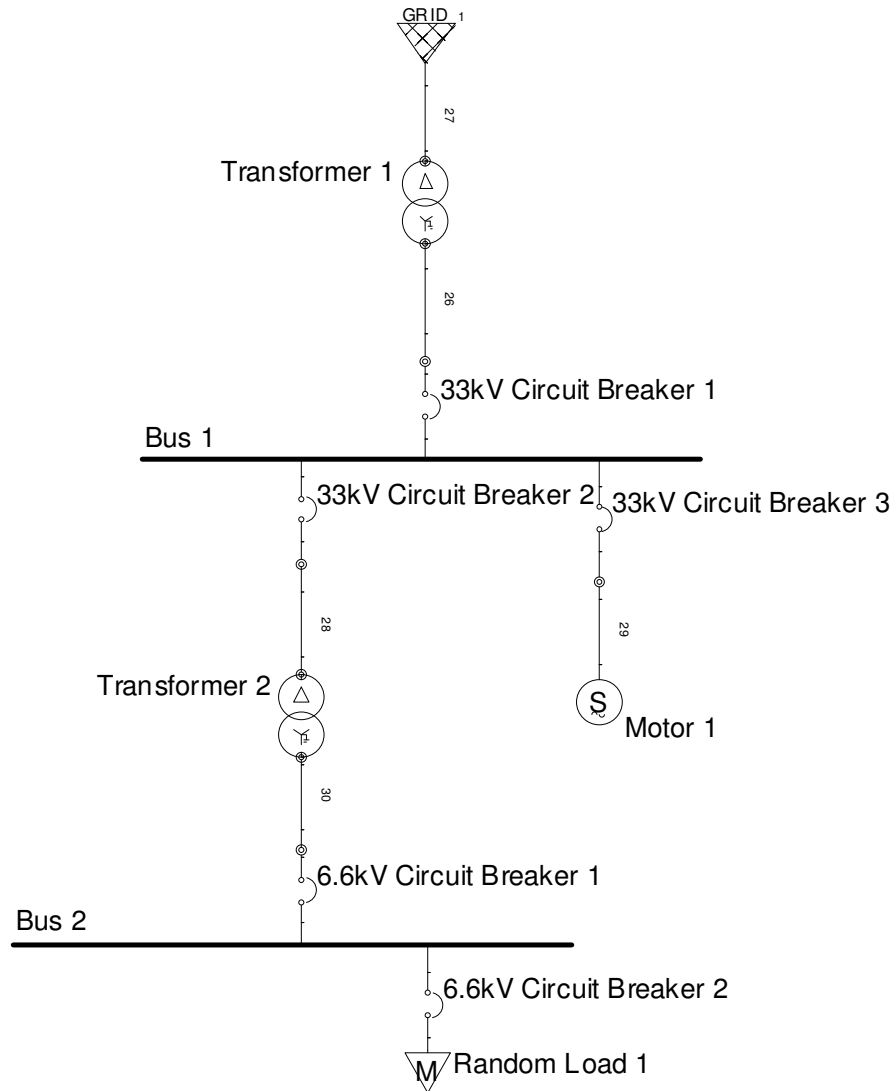 GRID 1
27
Transformer 1
26
33kV Circuit Breaker 1
Bus 1
33kV Circuit Breaker 2
33kV Circuit Breaker 3
28
29
Transformer 2
S
Motor 1
30
6.6kV Circuit Breaker 1
Bus 2
6.6kV Circuit Breaker 2
M
Random Load 1